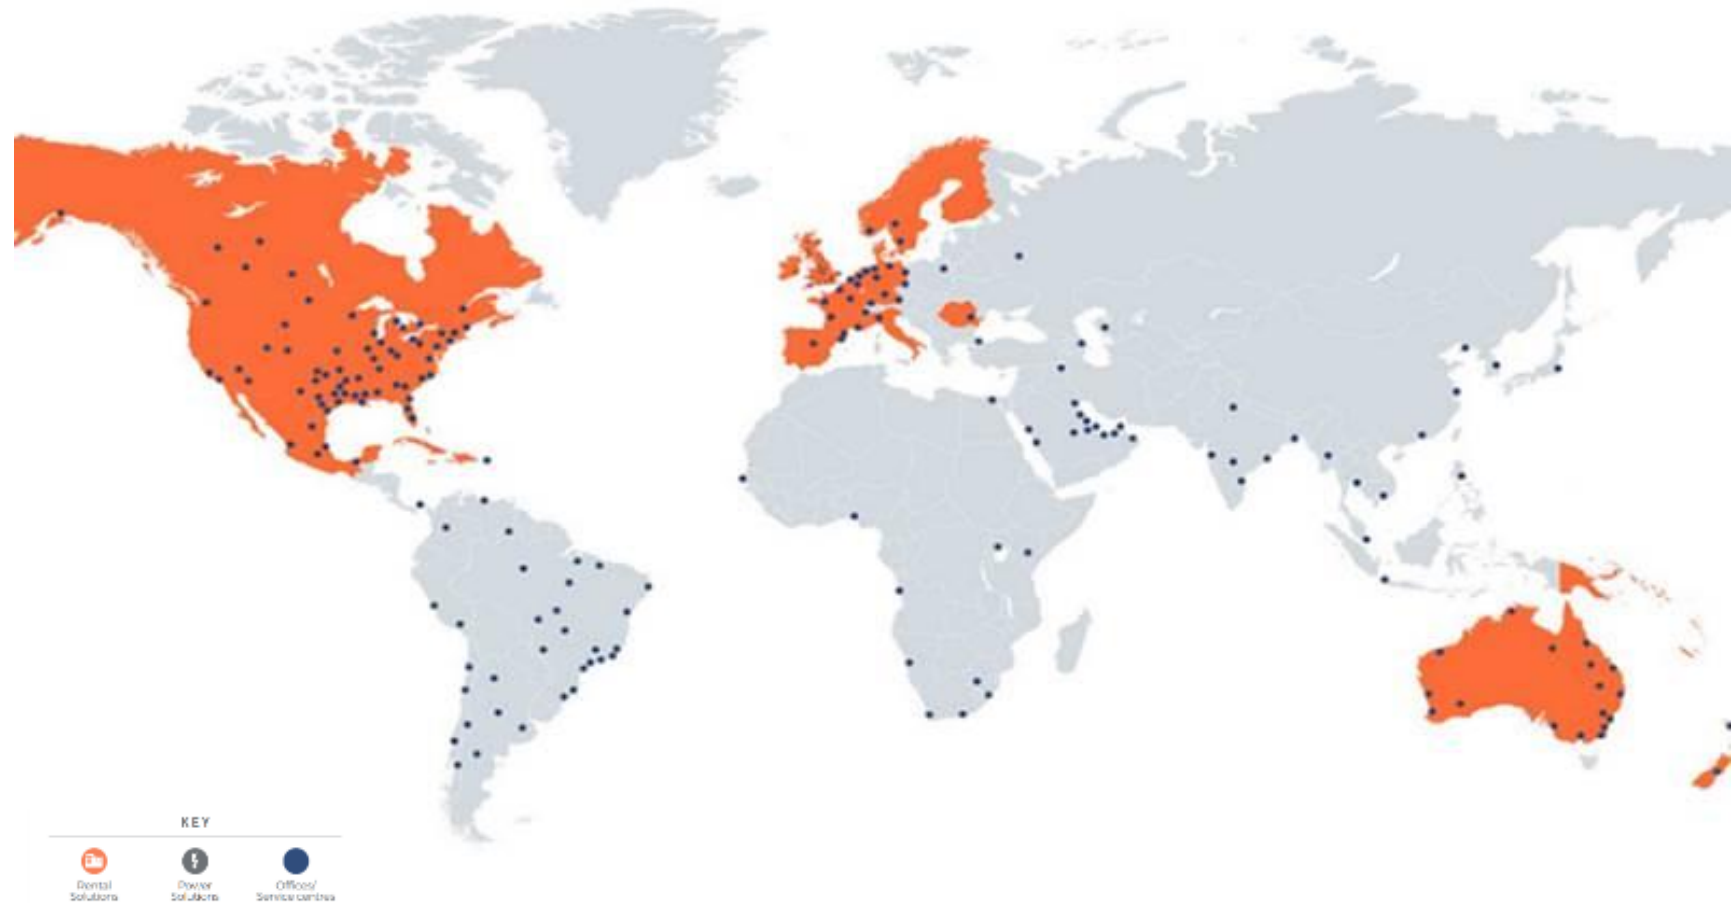 KEY
Rental
Solutions
Power
Solutions
Offices/
Service centres